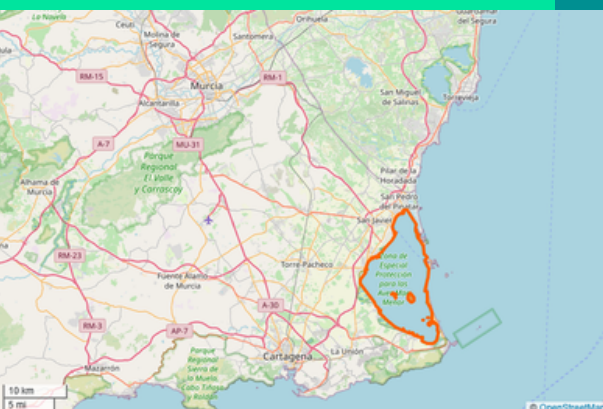 La Novela
Ceutí
Molina de
Segura
Santomera
Orihuela
Guardamar
del Segura
RM-15
Murcia
RM-1
San Miguel
de Salinas
Torrevieja
Alcantarilla
A-7
MU-31
Parque
Regional
El Valle
y Carrascoy
Alhama de
Murcia
Pilar de la
Horadada
San Pedro
del Pinatar
San Javier
RM-23
Torre-Pacheco
Fuente Álamo
de Murcia
Zona de
Especial
Protección
para las
Menor
A-30
RM-3
AP-7
Cartagena
La Unión
Mazarrón
Parque
Regional
Sierra de
la Muela,
Cabo Tiñoso
y Roldán
10 km
5 mi
© OpenStreetMap